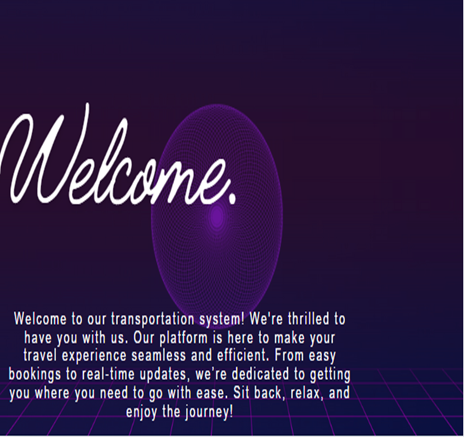 Welcome.
Welcome to our transportation system! We're thrilled to
have you with us. Our platform is here to make your
travel experience seamless and efficient. From easy
bookings to real-time updates, we're dedicated to getting
you where you need to go with ease. Sit back, relax, and
enjoy the journey!